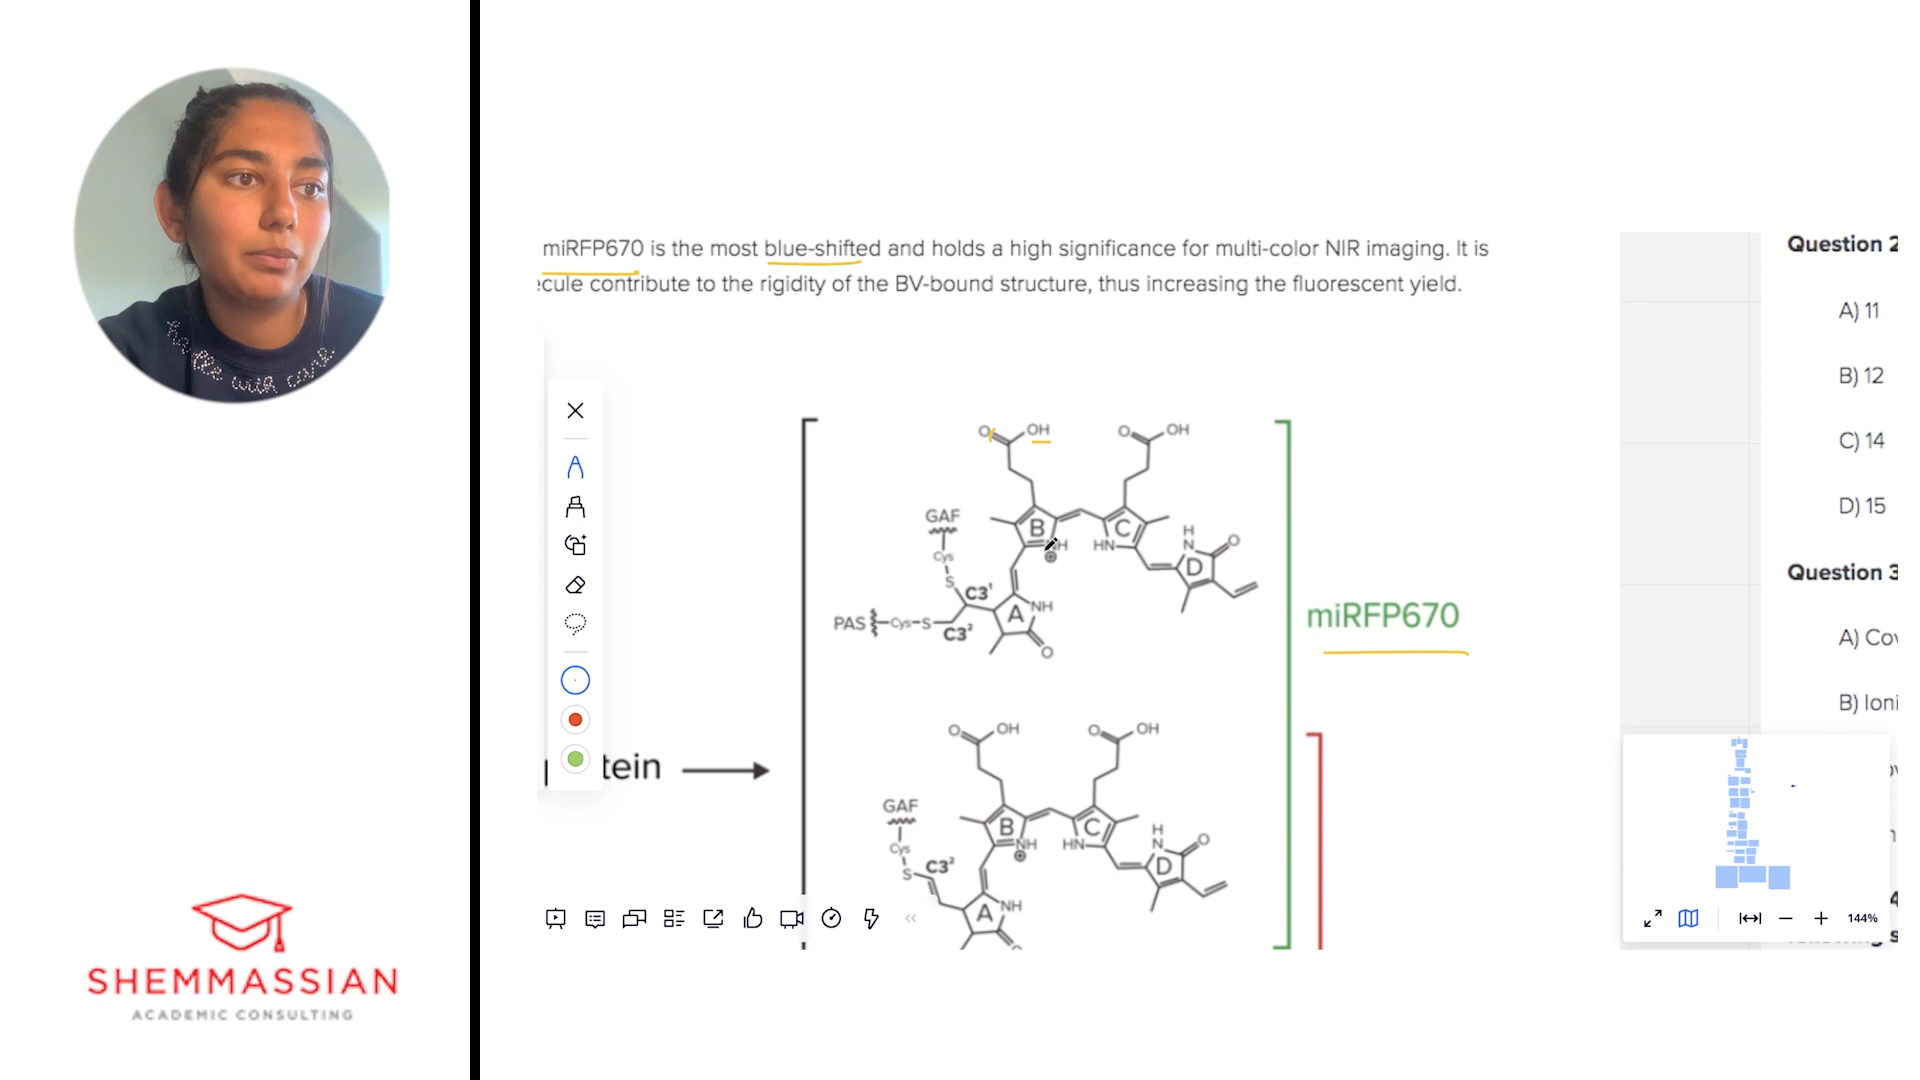 miRFP670 is the most blue-shifted and holds a high significance for multi-color NIR imaging. It is
cule contribute to the rigidity of the BV-bound structure, thus increasing the fluorescent yield.
O OH O OH
GAF
B
NH
HN
C
H
N
O
D
Cys
S
C3¹
A
NH
PAS
Cys
S
C3²
O
miRFP670
tein
O OH O OH
GAF
B
NH
HN
C
H
N
O
D
Cys
S
C3²
A
NH
O
Question 2
A) 11
B) 12
C) 14
D) 15
Question 3
A) Cov
B) Ioni
144%
SHEMMASSIAN
ACADEMIC CONSULTING